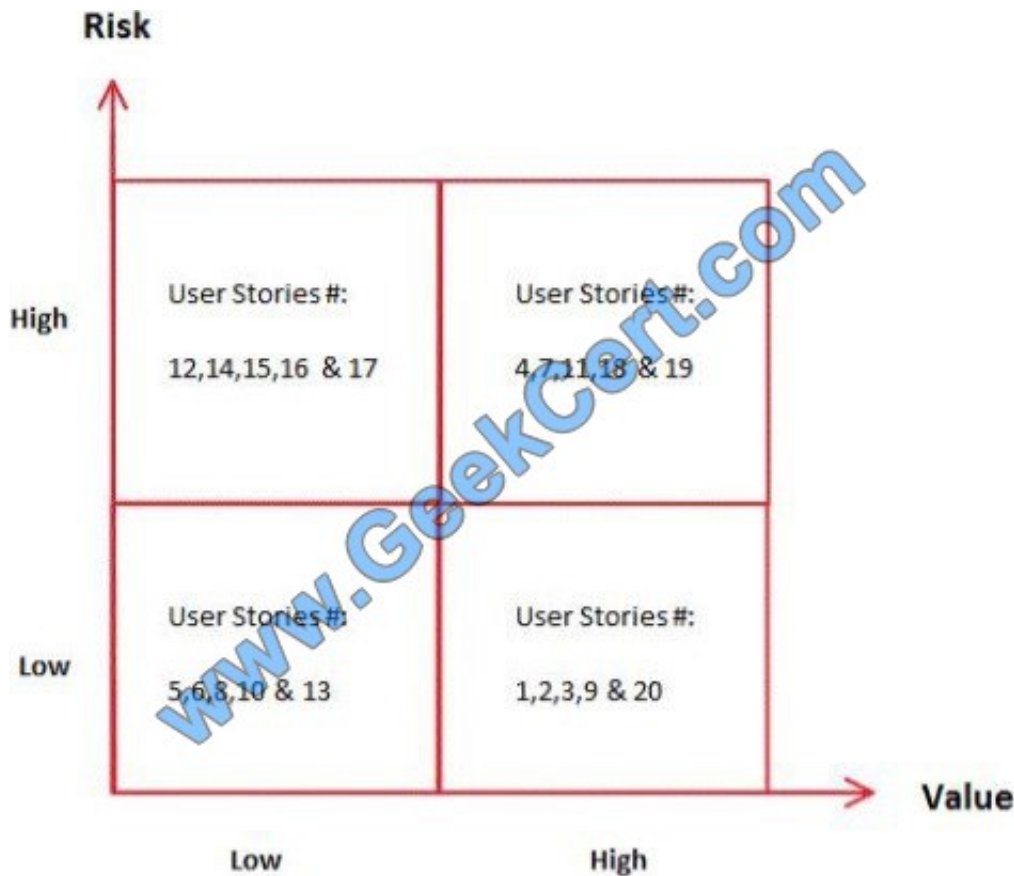 Risk
High
User Stories #:
12,14,15,16 & 17
User Stories #:
4,7,11,18 & 19
Low
User Stories #:
5,6,8,10 & 13
User Stories #:
1,2,3,9 & 20
Value
Low
High
www.GeekCert.com